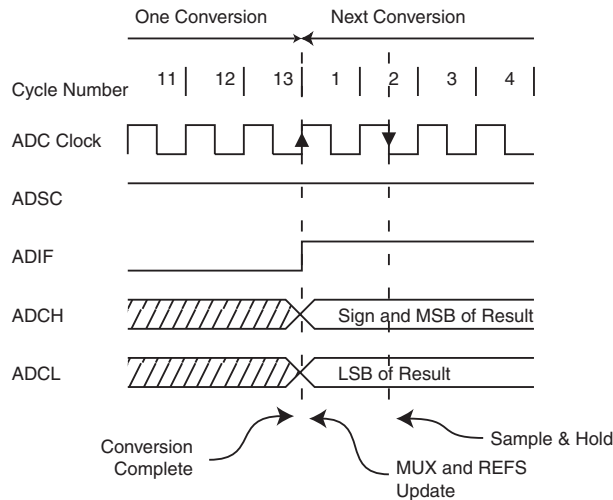 One Conversion Next Conversion
Cycle Number 11 12 13 1 2 3 4
ADC Clock
ADSC
ADIF
ADCH Sign and MSB of Result
ADCL LSB of Result
Conversion
Complete
MUX and REFS
Update
Sample & Hold